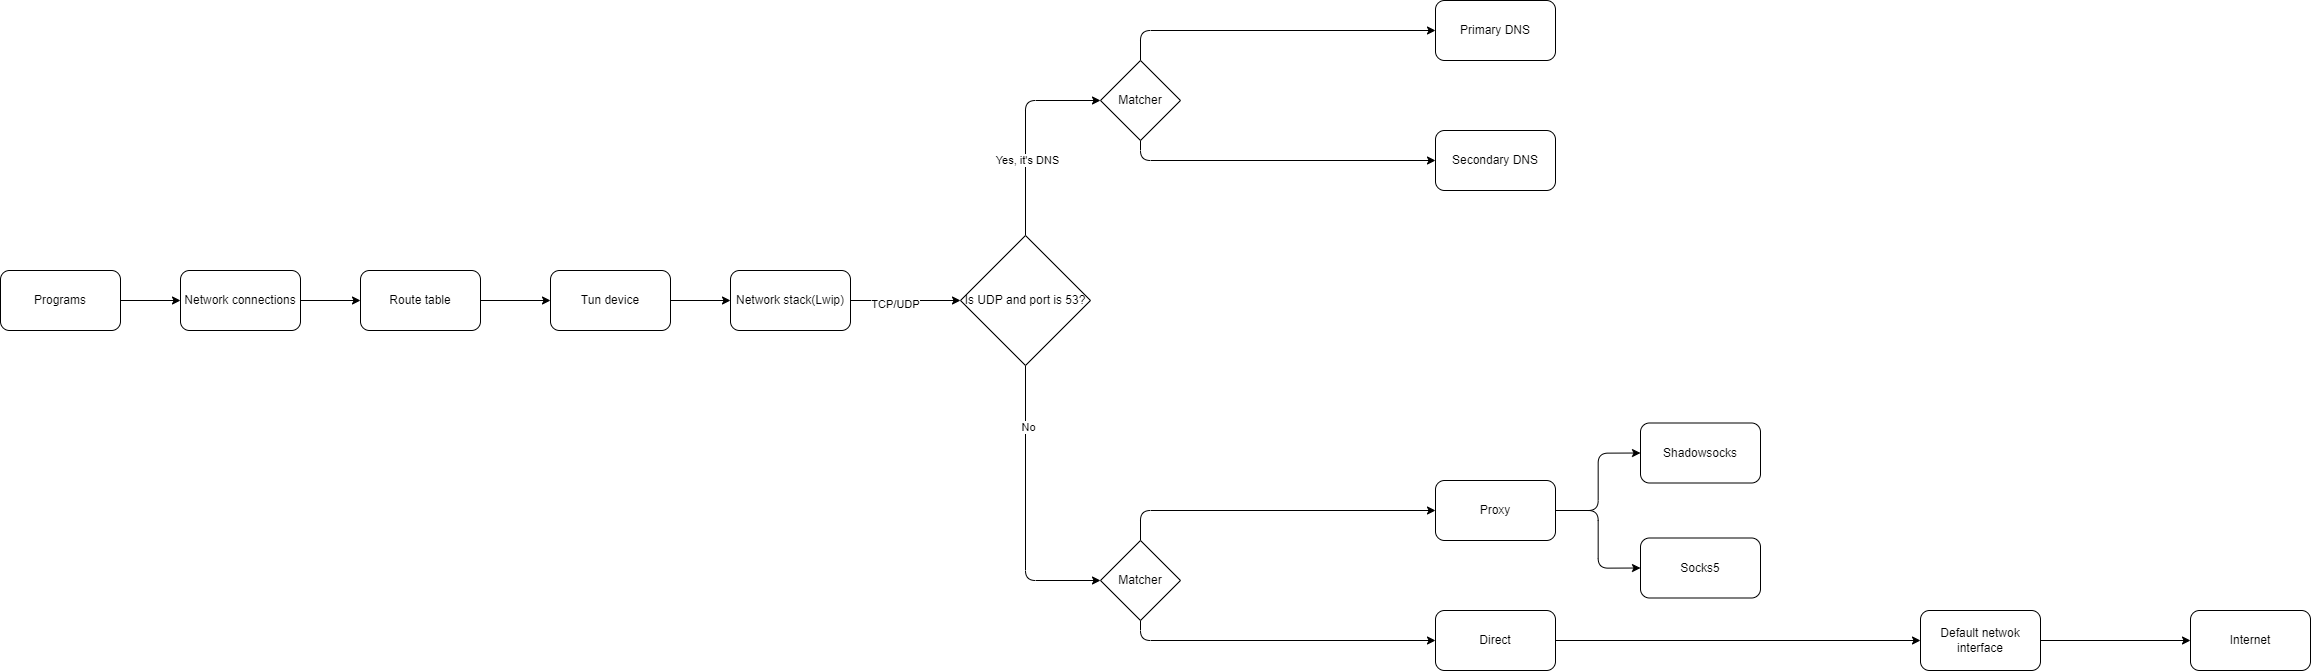 Primary DNS
Matcher
Yes, it's DNS
Secondary DNS
Programs
Network connections
Route table
Tun device
Network stack(Lwip)
TCP/UDP
Is UDP and port is 53?
No
Shadowsocks
Proxy
Matcher
Socks5
Direct
Default netwok
interface
Internet